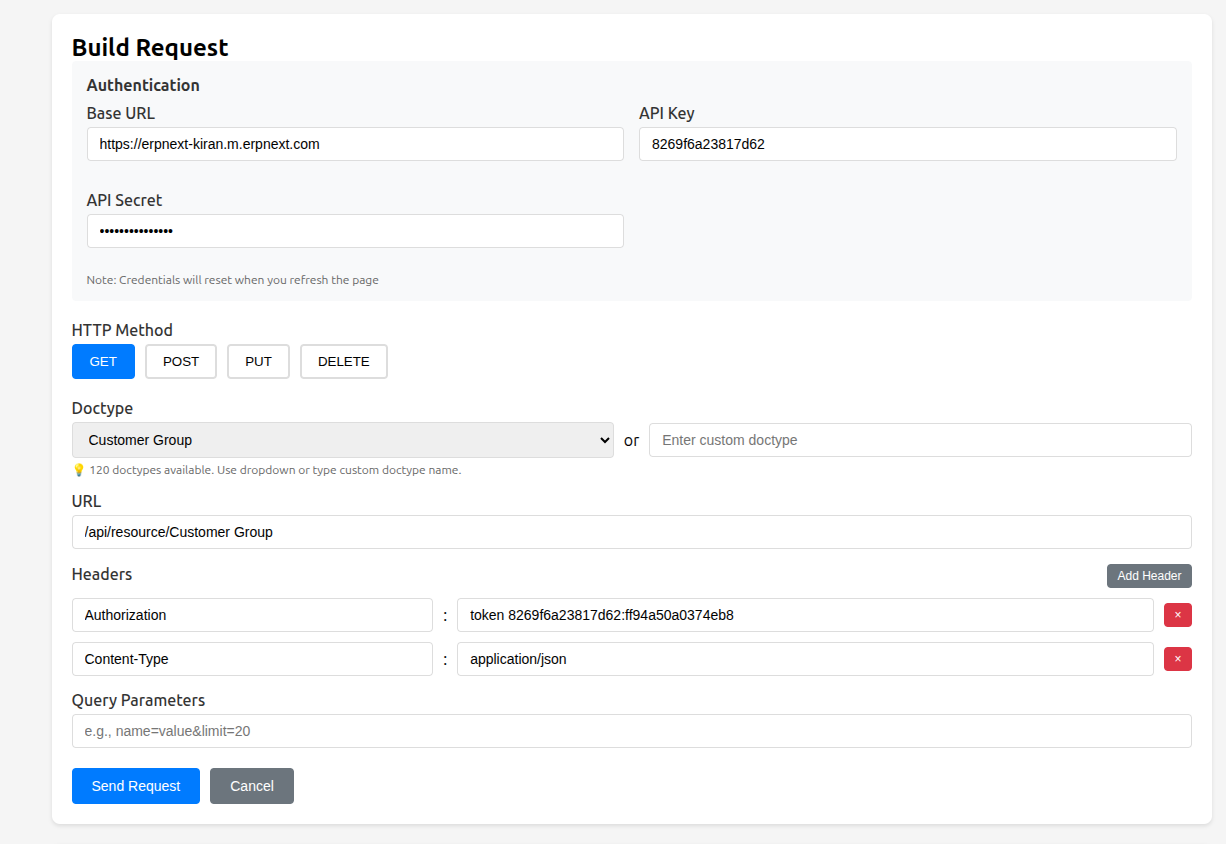 Build Request
Authentication
Base URL
API Key
https://erpnext-kiran.m.erpnext.com
8269f6a23817d62
API Secret
•••••••••••••••
Note: Credentials will reset when you refresh the page
HTTP Method
GET POST PUT DELETE
Doctype
Customer Group or Enter custom doctype
💡 120 doctypes available. Use dropdown or type custom doctype name.
URL
/api/resource/Customer Group
Headers Add Header
Authorization : token 8269f6a23817d62:ff94a50a0374eb8 ×
Content-Type : application/json ×
Query Parameters
e.g., name=value&limit=20
Send Request Cancel